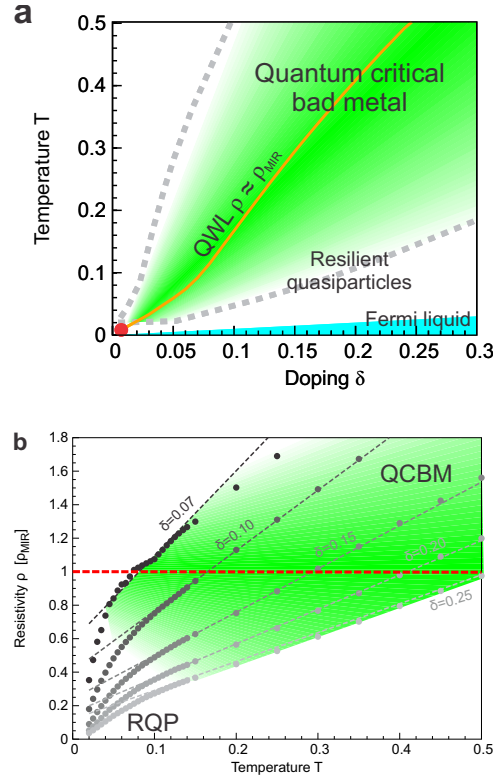 a
Temperature T
0.5
0.4
0.3
0.2
0.1
0
Quantum critical
bad metal
QWL ρ ≈ ρMIR
Resilient
quasiparticles
Fermi liquid
0 0.05 0.1 0.15 0.2 0.25 0.3
Doping δ
b
Resistivity ρ [ρMIR]
1.8
1.6
1.4
1.2
1
0.8
0.6
0.4
0.2
0
QCBM
δ=0.07
δ=0.10
δ=0.15
δ=0.25
RQP
0 0.1 0.2 0.3 0.4 0.5
Temperature T